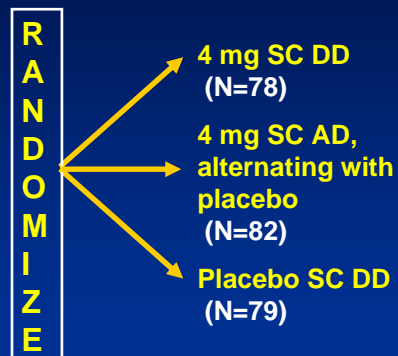 R
A
N
D
O
M
I
Z
E
4 mg SC DD
(N=78)
4 mg SC AD,
alternating with
placebo
(N=82)
Placebo SC DD
(N=79)